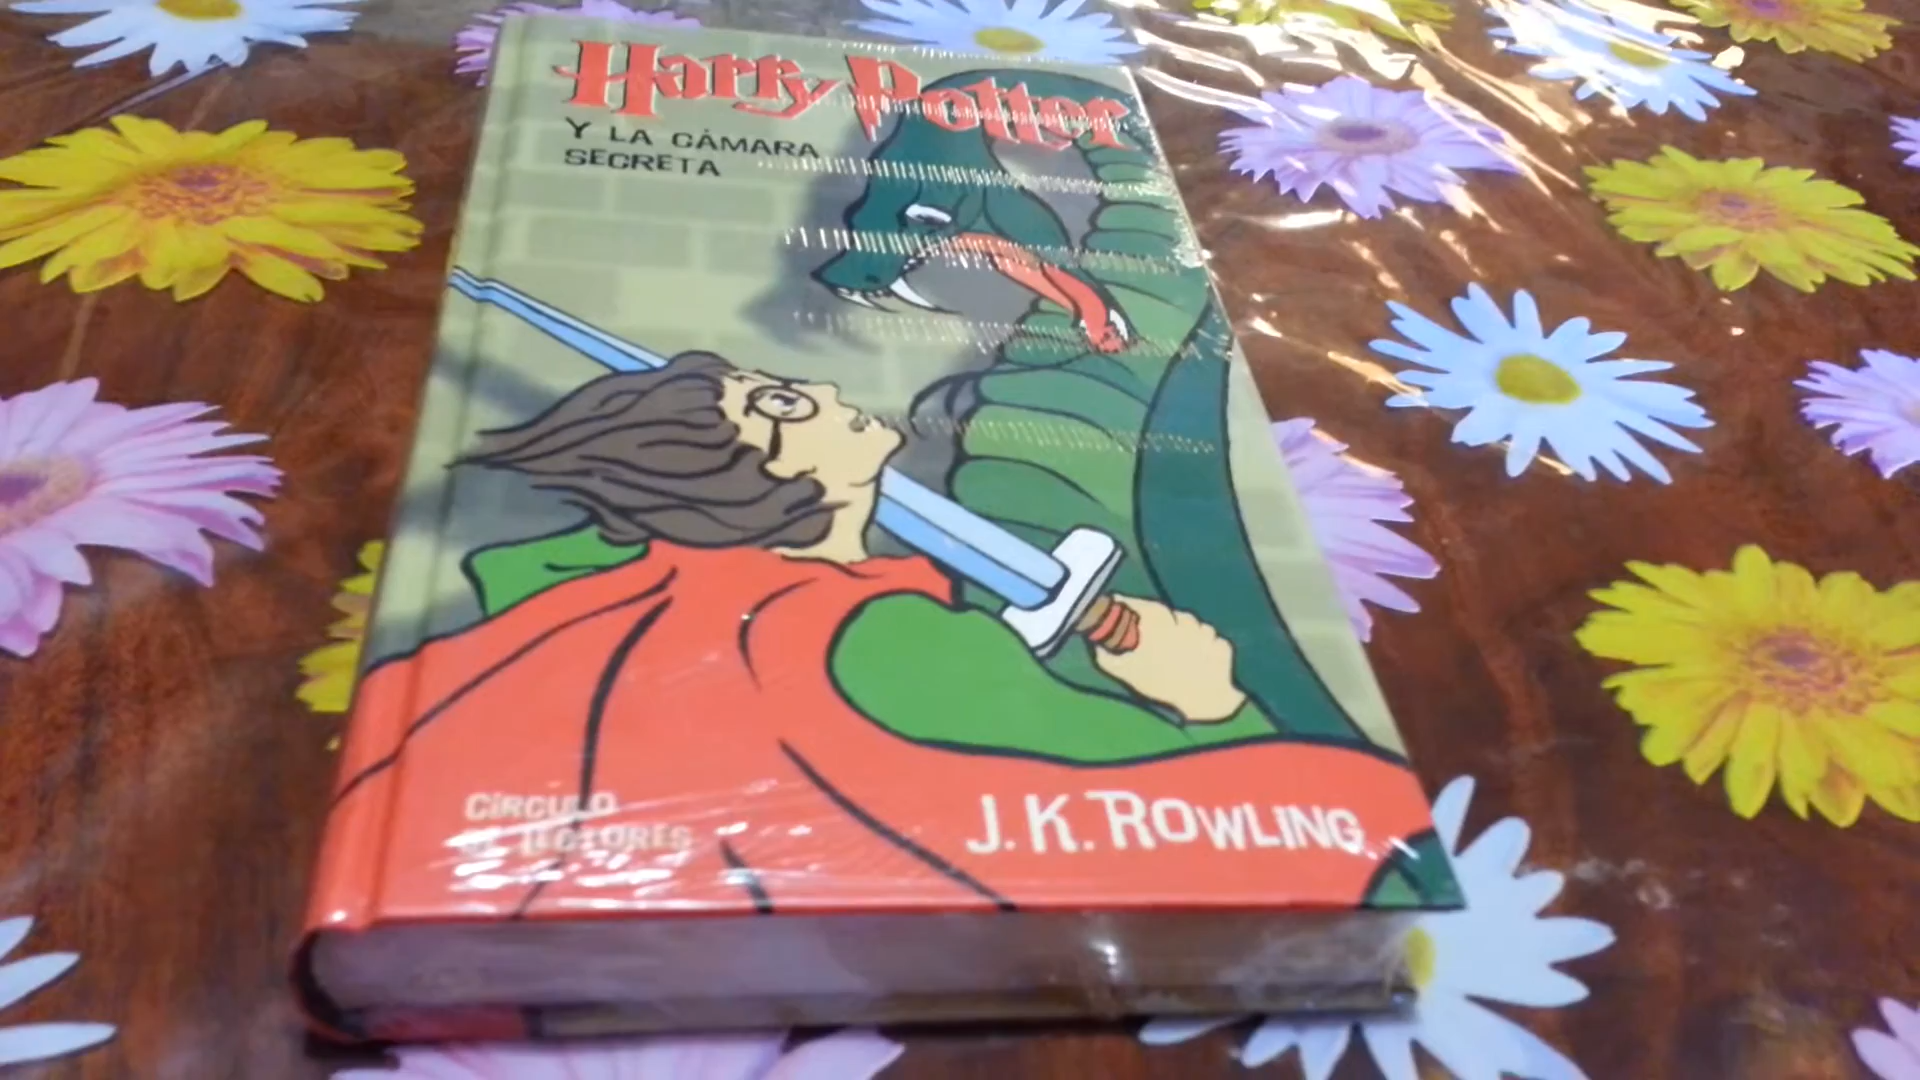 Harry Potter
Y LA CÁMARA
SECRETA
CÍRCULO
DE LECTORES
J.K. ROWLING